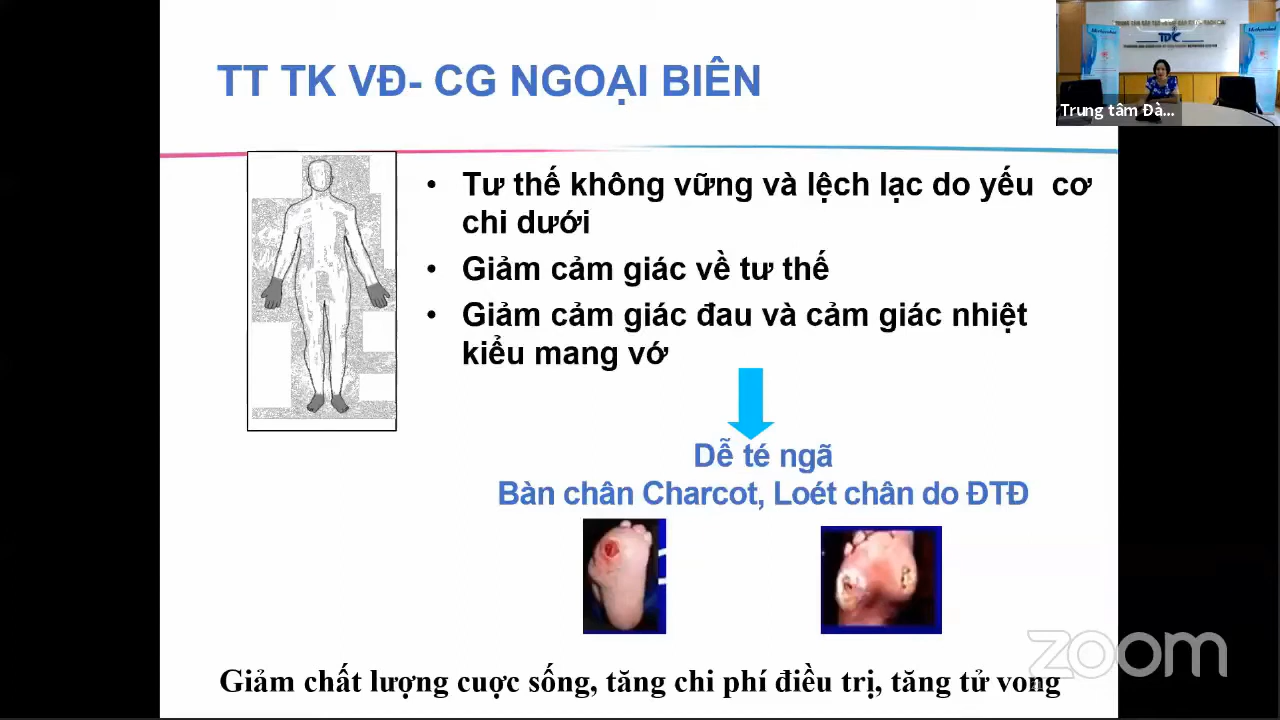 TT TK VĐ- CG NGOẠI BIÊN
TDC
Trung tâm Đà...
• Tư thế không vững và lệch lạc do yếu cơ
chi dưới
• Giảm cảm giác về tư thế
• Giảm cảm giác đau và cảm giác nhiệt
kiểu mang vớ
Dễ té ngã
Bàn chân Charcot, Loét chân do ĐTĐ
zoom
Giảm chất lượng cuợc sống, tăng chi phí điều trị, tăng tử vong